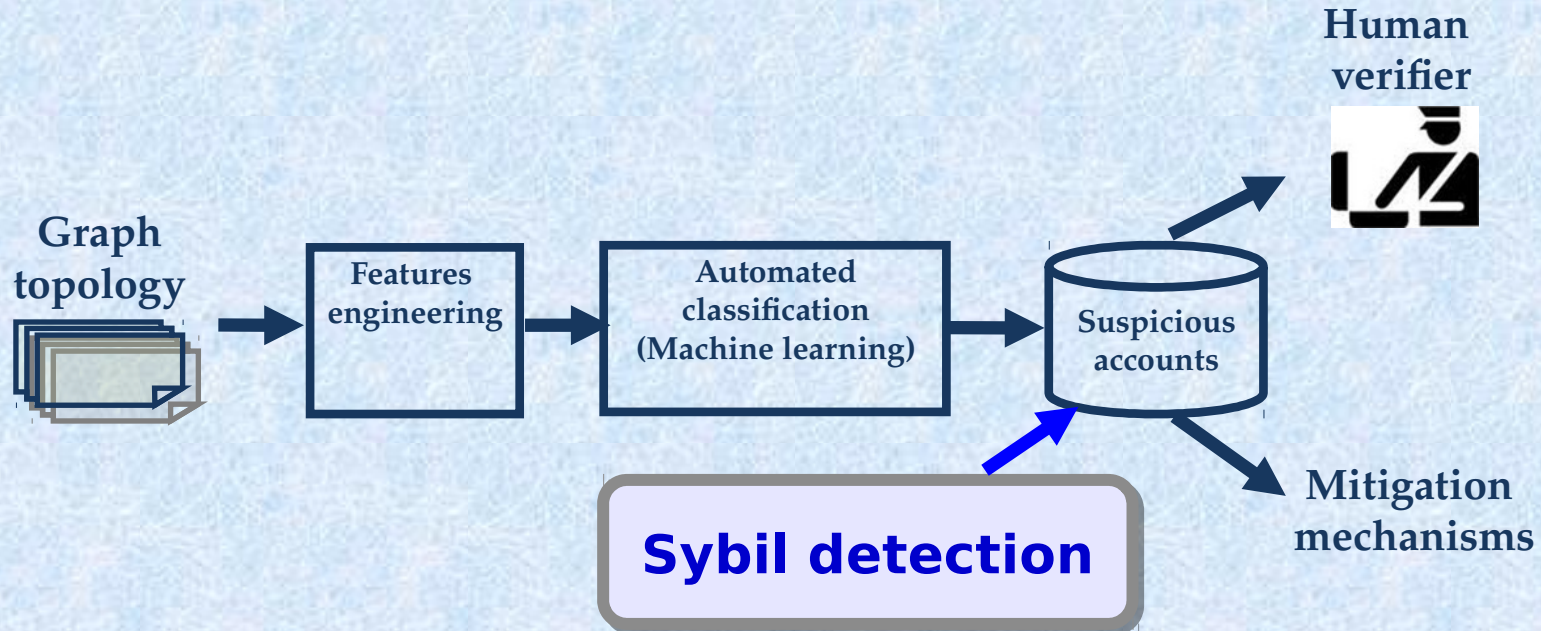 Human
verifier
Graph
topology
Features
engineering
Automated
classification
(Machine learning)
Suspicious
accounts
Mitigation
mechanisms
Sybil detection